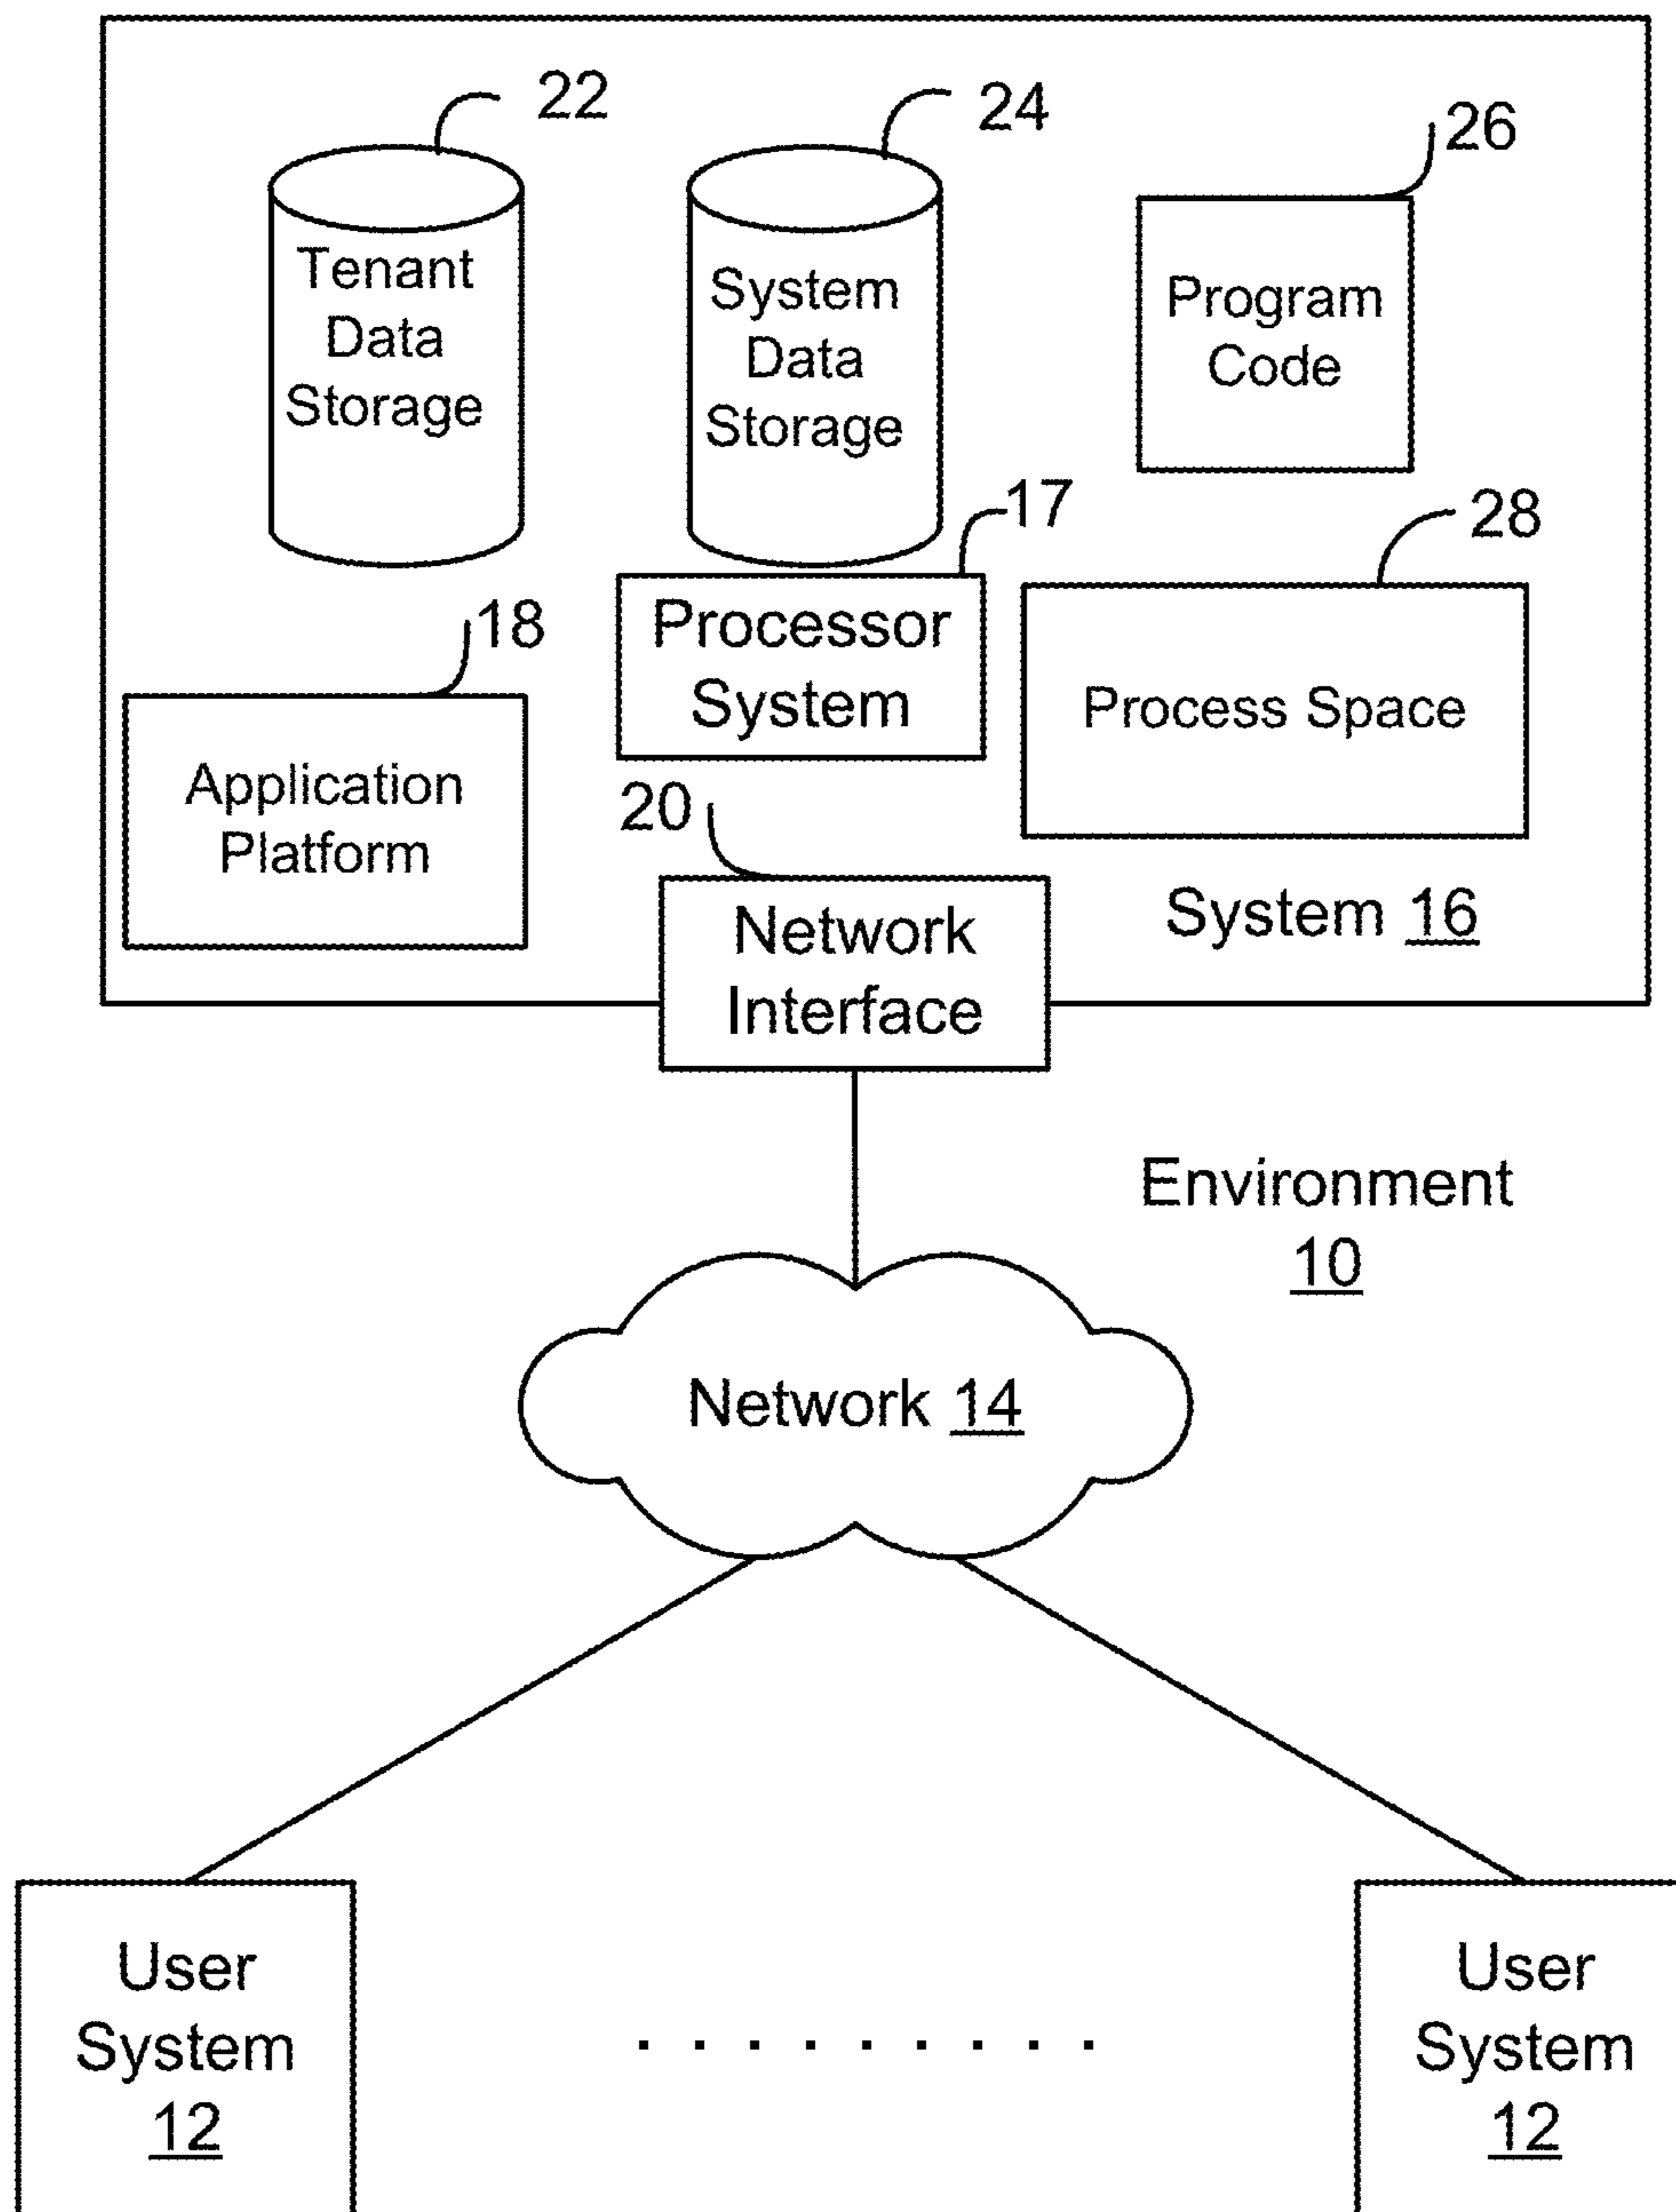 22
24
26
Tenant
Data
Storage
System
Data
Storage
Program
Code
17
28
18
Processor
System
Process Space
Application
Platform
20
Network
Interface
System 16
Environment
10
Network 14
User
System
12
. . . . . . . . .
User
System
12